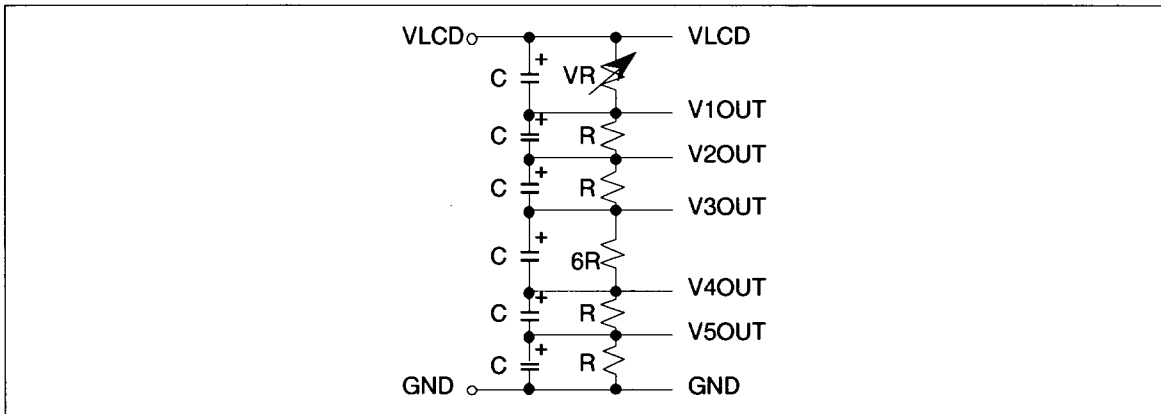 VLCD VLCD
+
C VR
V1OUT
+
C R
V2OUT
+
C R
V3OUT
+
C 6R
V4OUT
+
C R
V5OUT
+
C R
GND GND